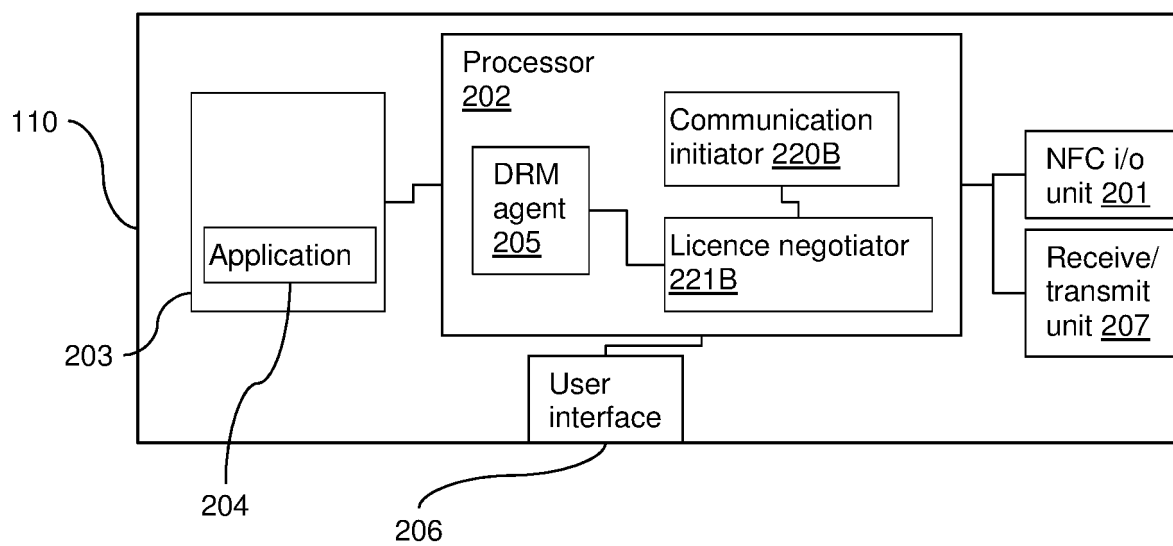 Processor
202
110
Communication
initiator 220B
NFC i/o
unit 201
DRM
agent
205
Application
Licence negotiator
221B
Receive/
transmit
unit 207
203
User
interface
204
206